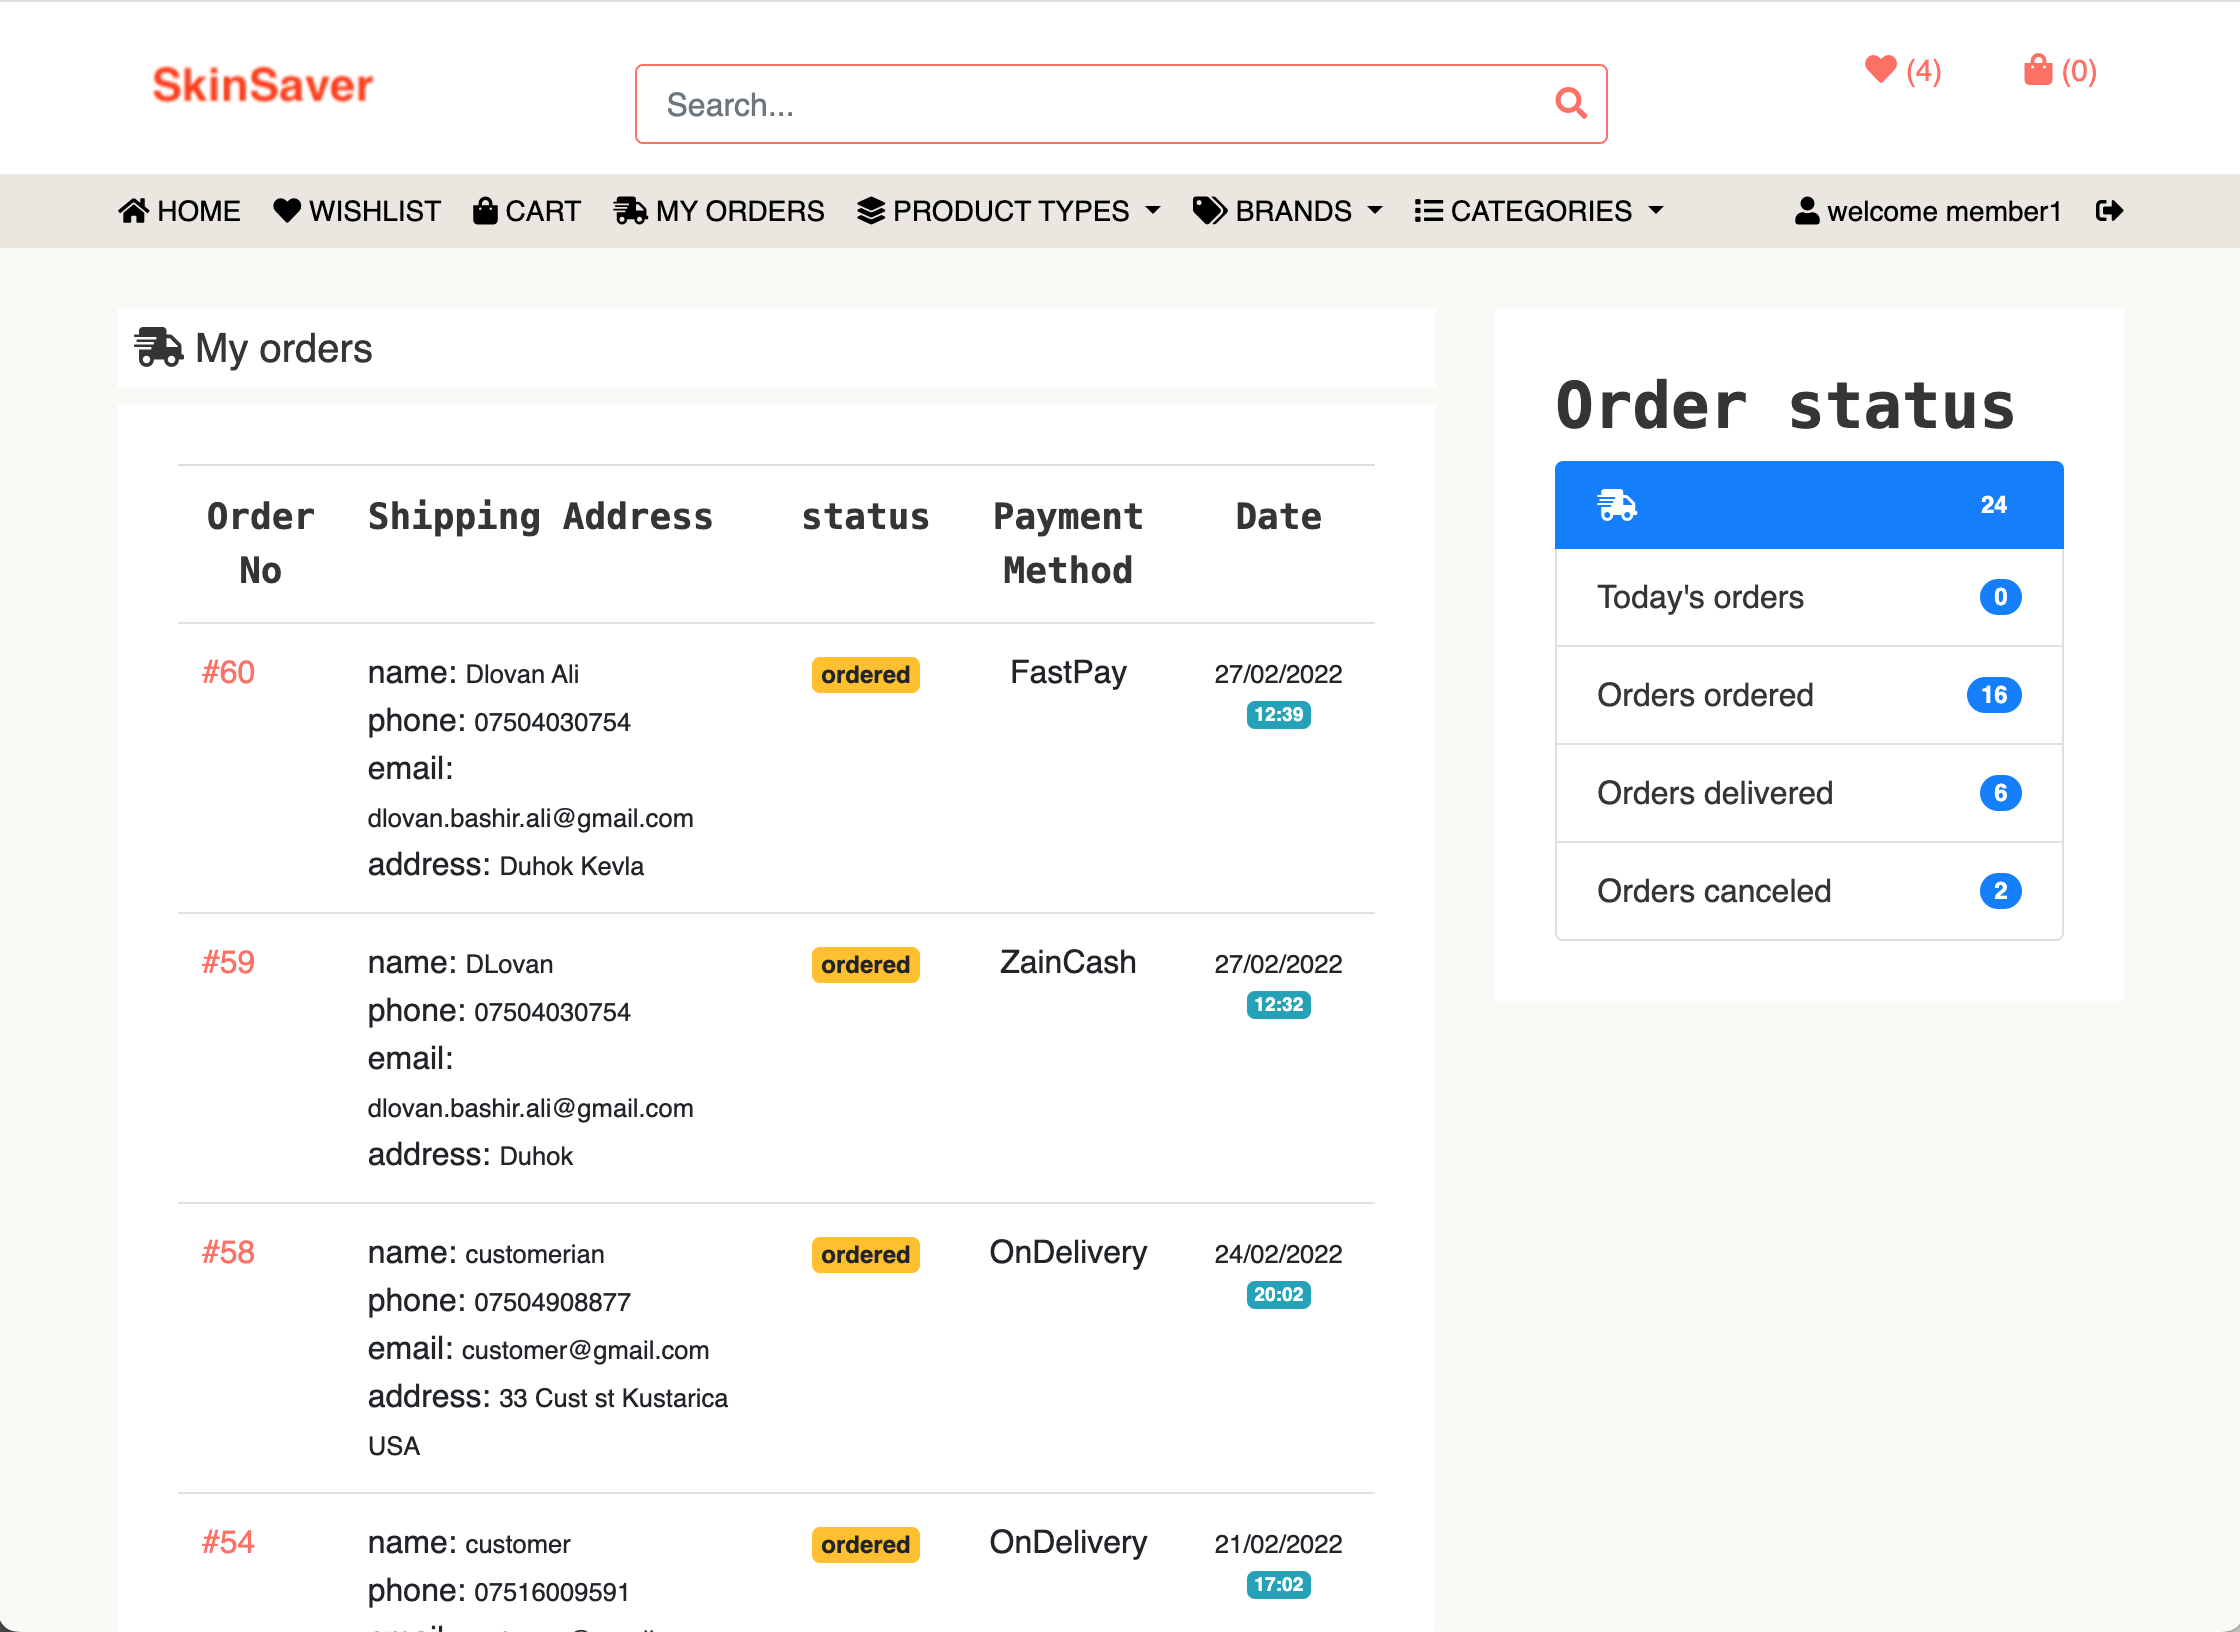 SkinSaver
Search...
(4)
(0)
HOME WISHLIST CART MY ORDERS PRODUCT TYPES BRANDS CATEGORIES welcome member1
My orders
Order No Shipping Address status Payment Method Date
#60
name: Dlovan Ali
phone: 07504030754
email:
dlovan.bashir.ali@gmail.com
address: Duhok Kevla
ordered
FastPay
27/02/2022
12:39
#59
name: DLovan
phone: 07504030754
email:
dlovan.bashir.ali@gmail.com
address: Duhok
ordered
ZainCash
27/02/2022
12:32
#58
name: customerian
phone: 07504908877
email: customer@gmail.com
address: 33 Cust st Kustarica
USA
ordered
OnDelivery
24/02/2022
20:02
#54
name: customer
phone: 07516009591
ordered
OnDelivery
21/02/2022
17:02
Order status
24
Today's orders 0
Orders ordered 16
Orders delivered 6
Orders canceled 2